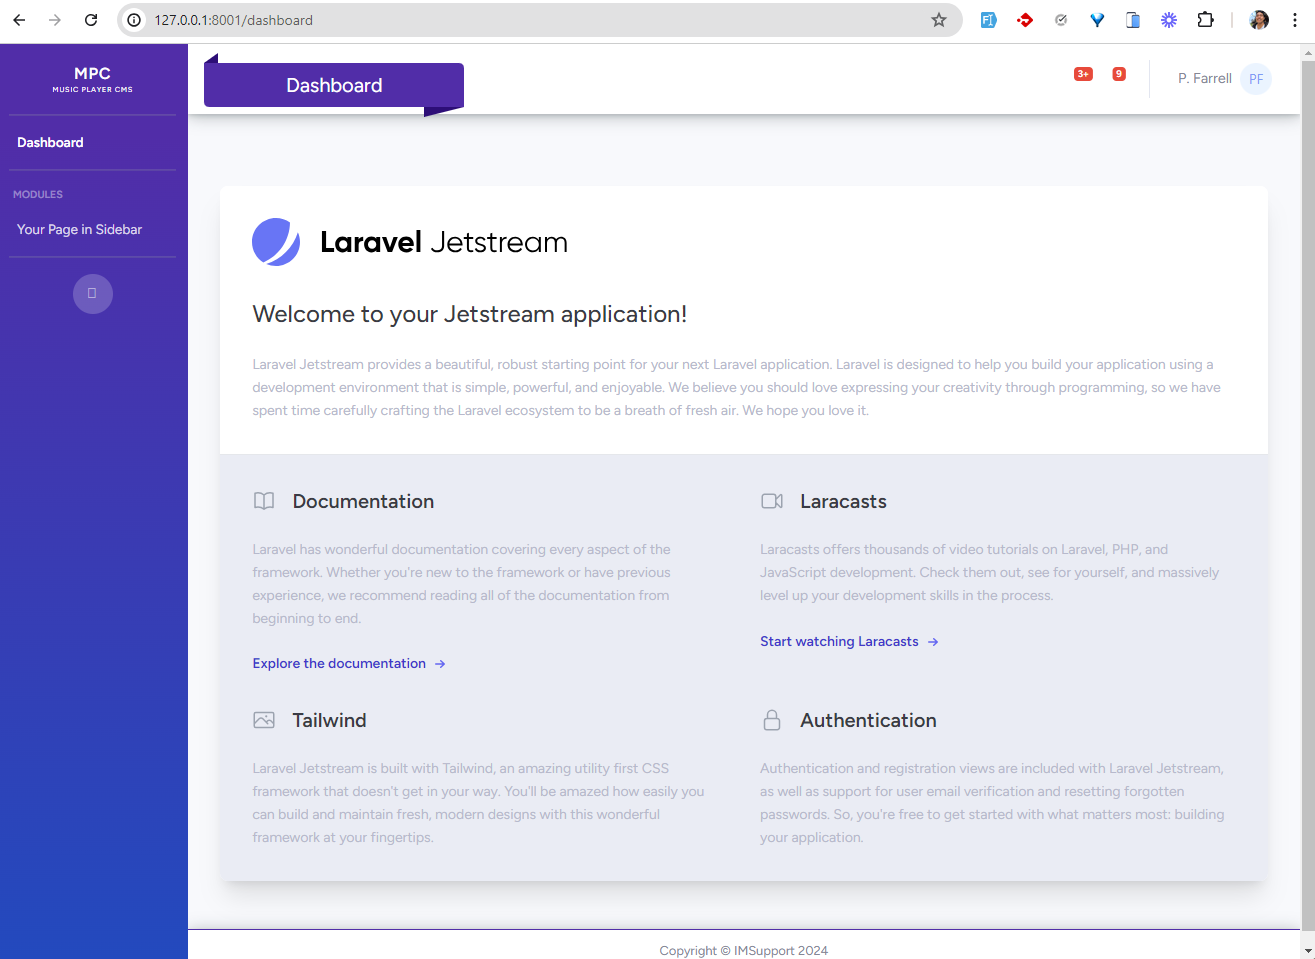 127.0.0.1:8001/dashboard
MPC
MUSIC PLAYER CMS
Dashboard
MODULES
Your Page in Sidebar
Dashboard
3+
9
P. Farrell
PF
Laravel Jetstream
Welcome to your Jetstream application!
Laravel Jetstream provides a beautiful, robust starting point for your next Laravel application. Laravel is designed to help you build your application using a
development environment that is simple, powerful, and enjoyable. We believe you should love expressing your creativity through programming, so we have
spent time carefully crafting the Laravel ecosystem to be a breath of fresh air. We hope you love it.
Documentation
Laravel has wonderful documentation covering every aspect of the
framework. Whether you're new to the framework or have previous
experience, we recommend reading all of the documentation from
beginning to end.
Explore the documentation →
Laracasts
Laracasts offers thousands of video tutorials on Laravel, PHP, and
JavaScript development. Check them out, see for yourself, and massively
level up your development skills in the process.
Start watching Laracasts →
Tailwind
Laravel Jetstream is built with Tailwind, an amazing utility first CSS
framework that doesn't get in your way. You'll be amazed how easily you
can build and maintain fresh, modern designs with this wonderful
framework at your fingertips.
Authentication
Authentication and registration views are included with Laravel Jetstream,
as well as support for user email verification and resetting forgotten
passwords. So, you're free to get started with what matters most: building
your application.
Copyright © IMSupport 2024